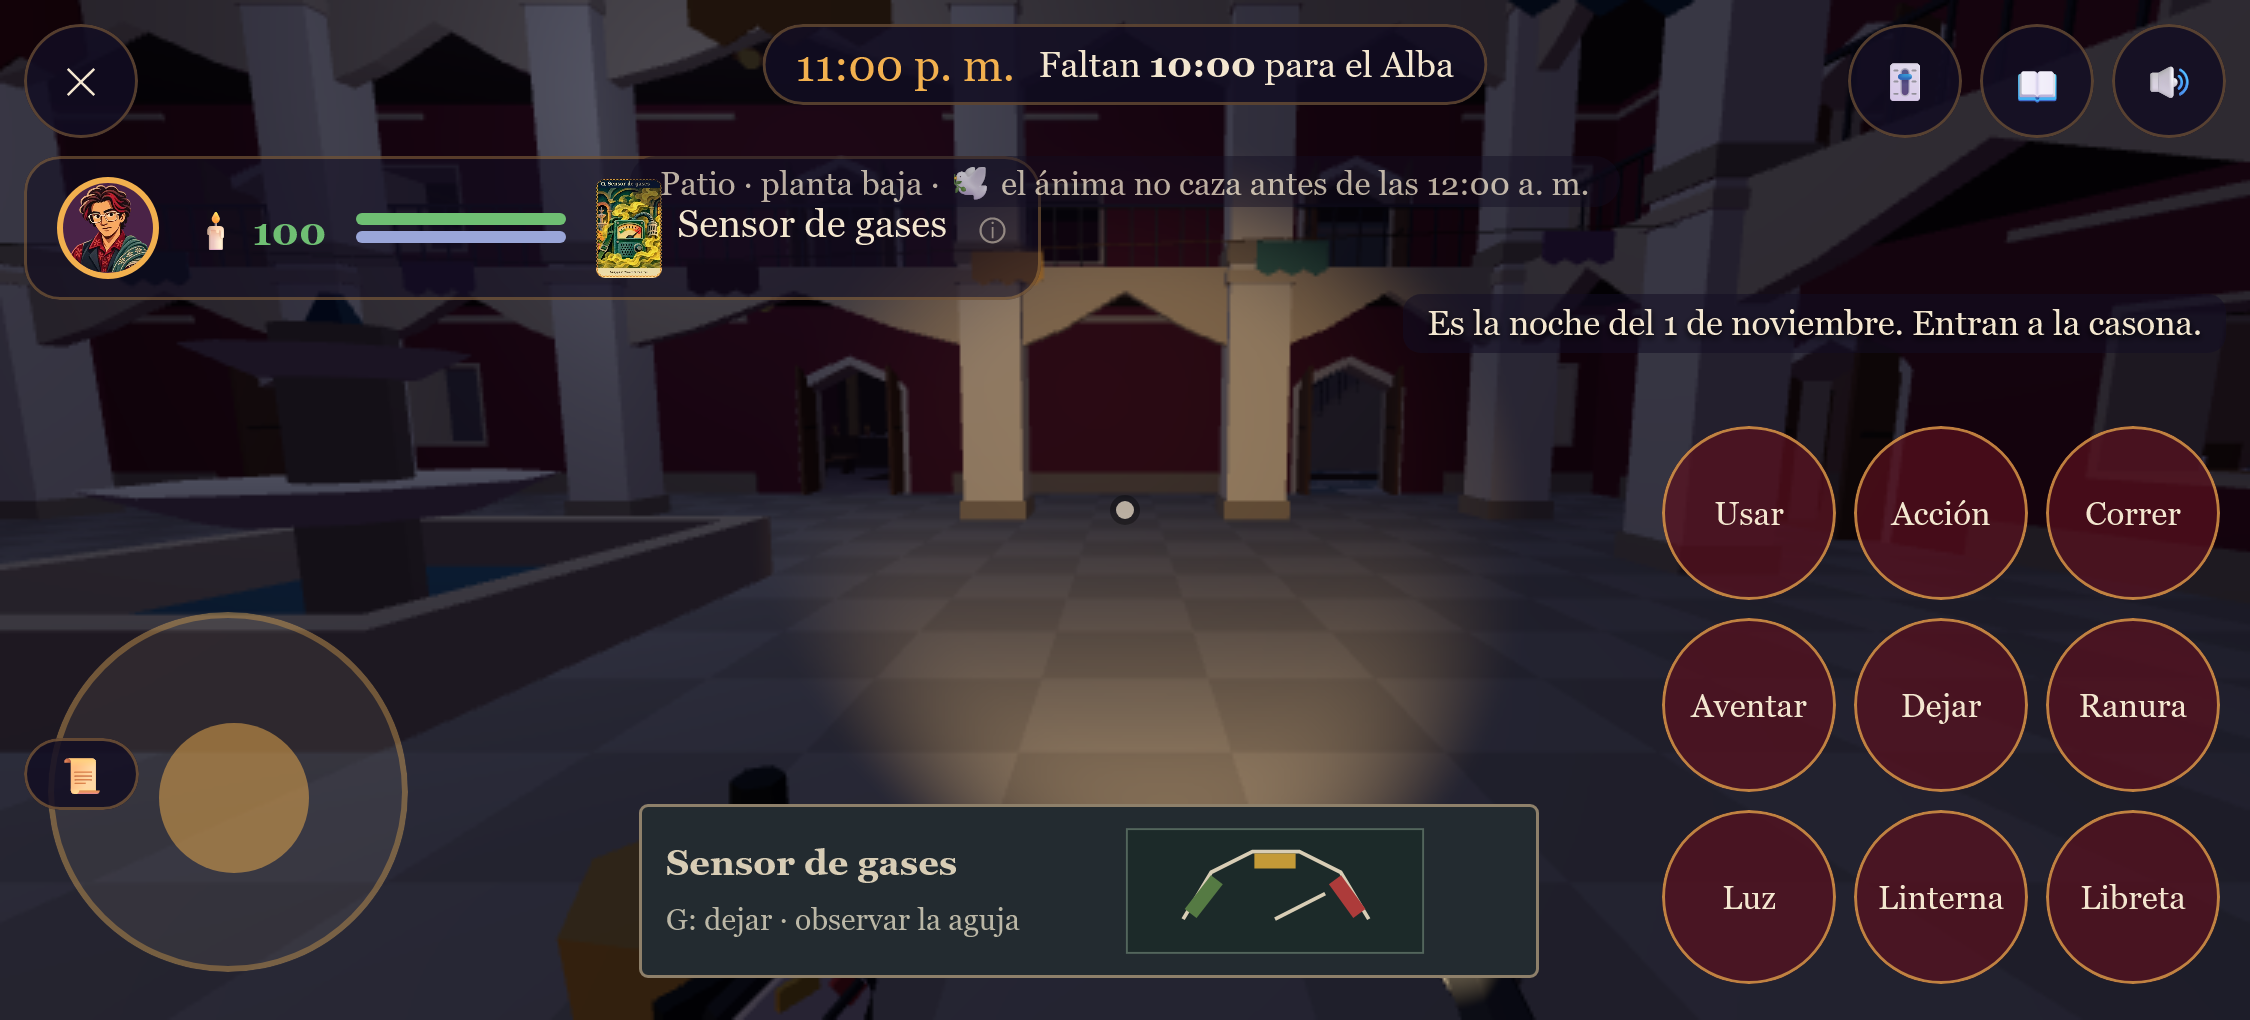 11:00 p. m. Faltan 10:00 para el Alba
Patio · planta baja · el ánima no caza antes de las 12:00 a. m.
100
Sensor de gases
Es la noche del 1 de noviembre. Entran a la casona.
Usar
Acción
Correr
Aventar
Dejar
Ranura
Sensor de gases
G: dejar · observar la aguja
Luz
Linterna
Libreta